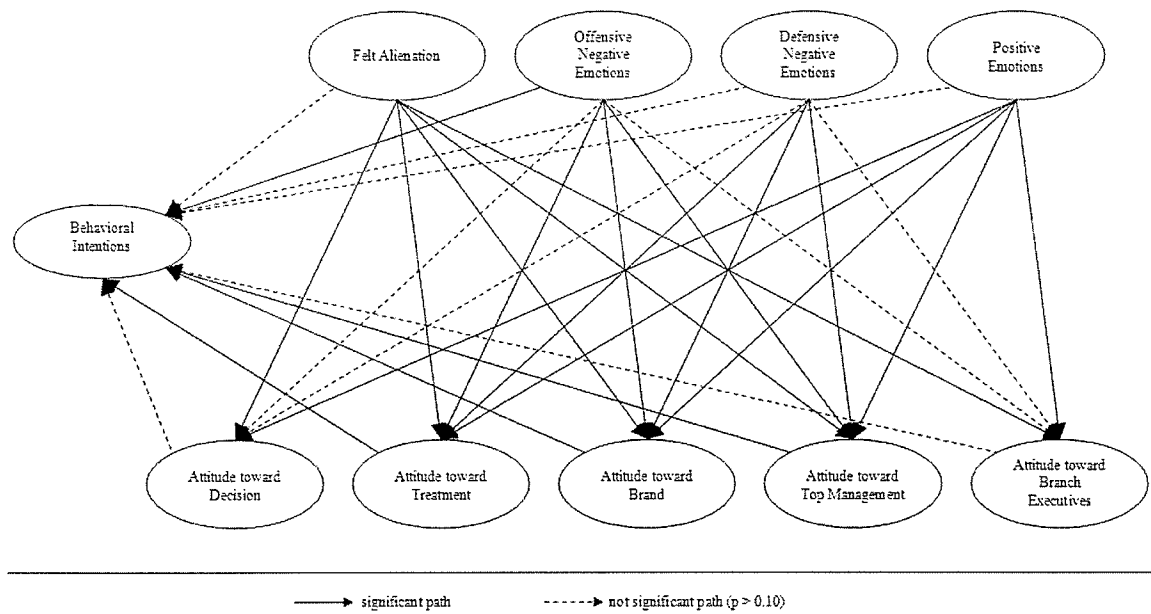 Felt Alienation
Offensive
Negative
Emotions
Defensive
Negative
Emotions
Positive
Emotions
Behavioral
Intentions
Attitude toward
Decision
Attitude toward
Treatment
Attitude toward
Brand
Attitude toward
Top Management
Attitude toward
Branch
Executives
significant path
not significant path (p > 0.10)